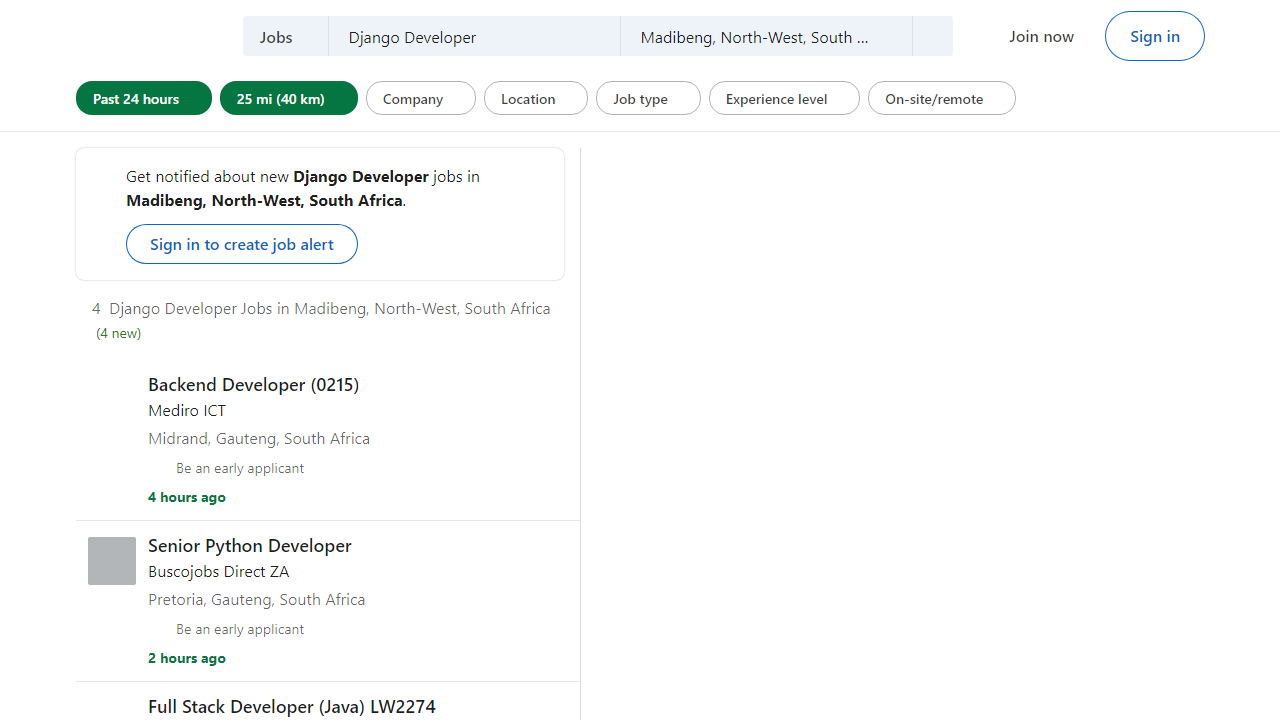 Jobs Django Developer Madibeng, North-West, South ... Join now Sign in
Past 24 hours 25 mi (40 km) Company Location Job type Experience level On-site/remote
Get notified about new Django Developer jobs in
Madibeng, North-West, South Africa.
Sign in to create job alert
4 Django Developer Jobs in Madibeng, North-West, South Africa
(4 new)
Backend Developer (0215)
Mediro ICT
Midrand, Gauteng, South Africa
Be an early applicant
4 hours ago
Senior Python Developer
Buscojobs Direct ZA
Pretoria, Gauteng, South Africa
Be an early applicant
2 hours ago
Full Stack Developer (Java) LW2274